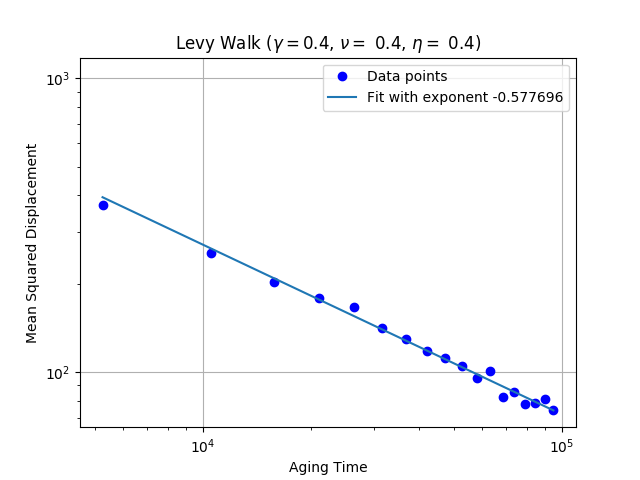 Levy Walk (γ = 0.4, ν = 0.4, η = 0.4)
Data points
Fit with exponent -0.577696
Mean Squared Displacement
10³
10²
10⁴
10⁵
Aging Time